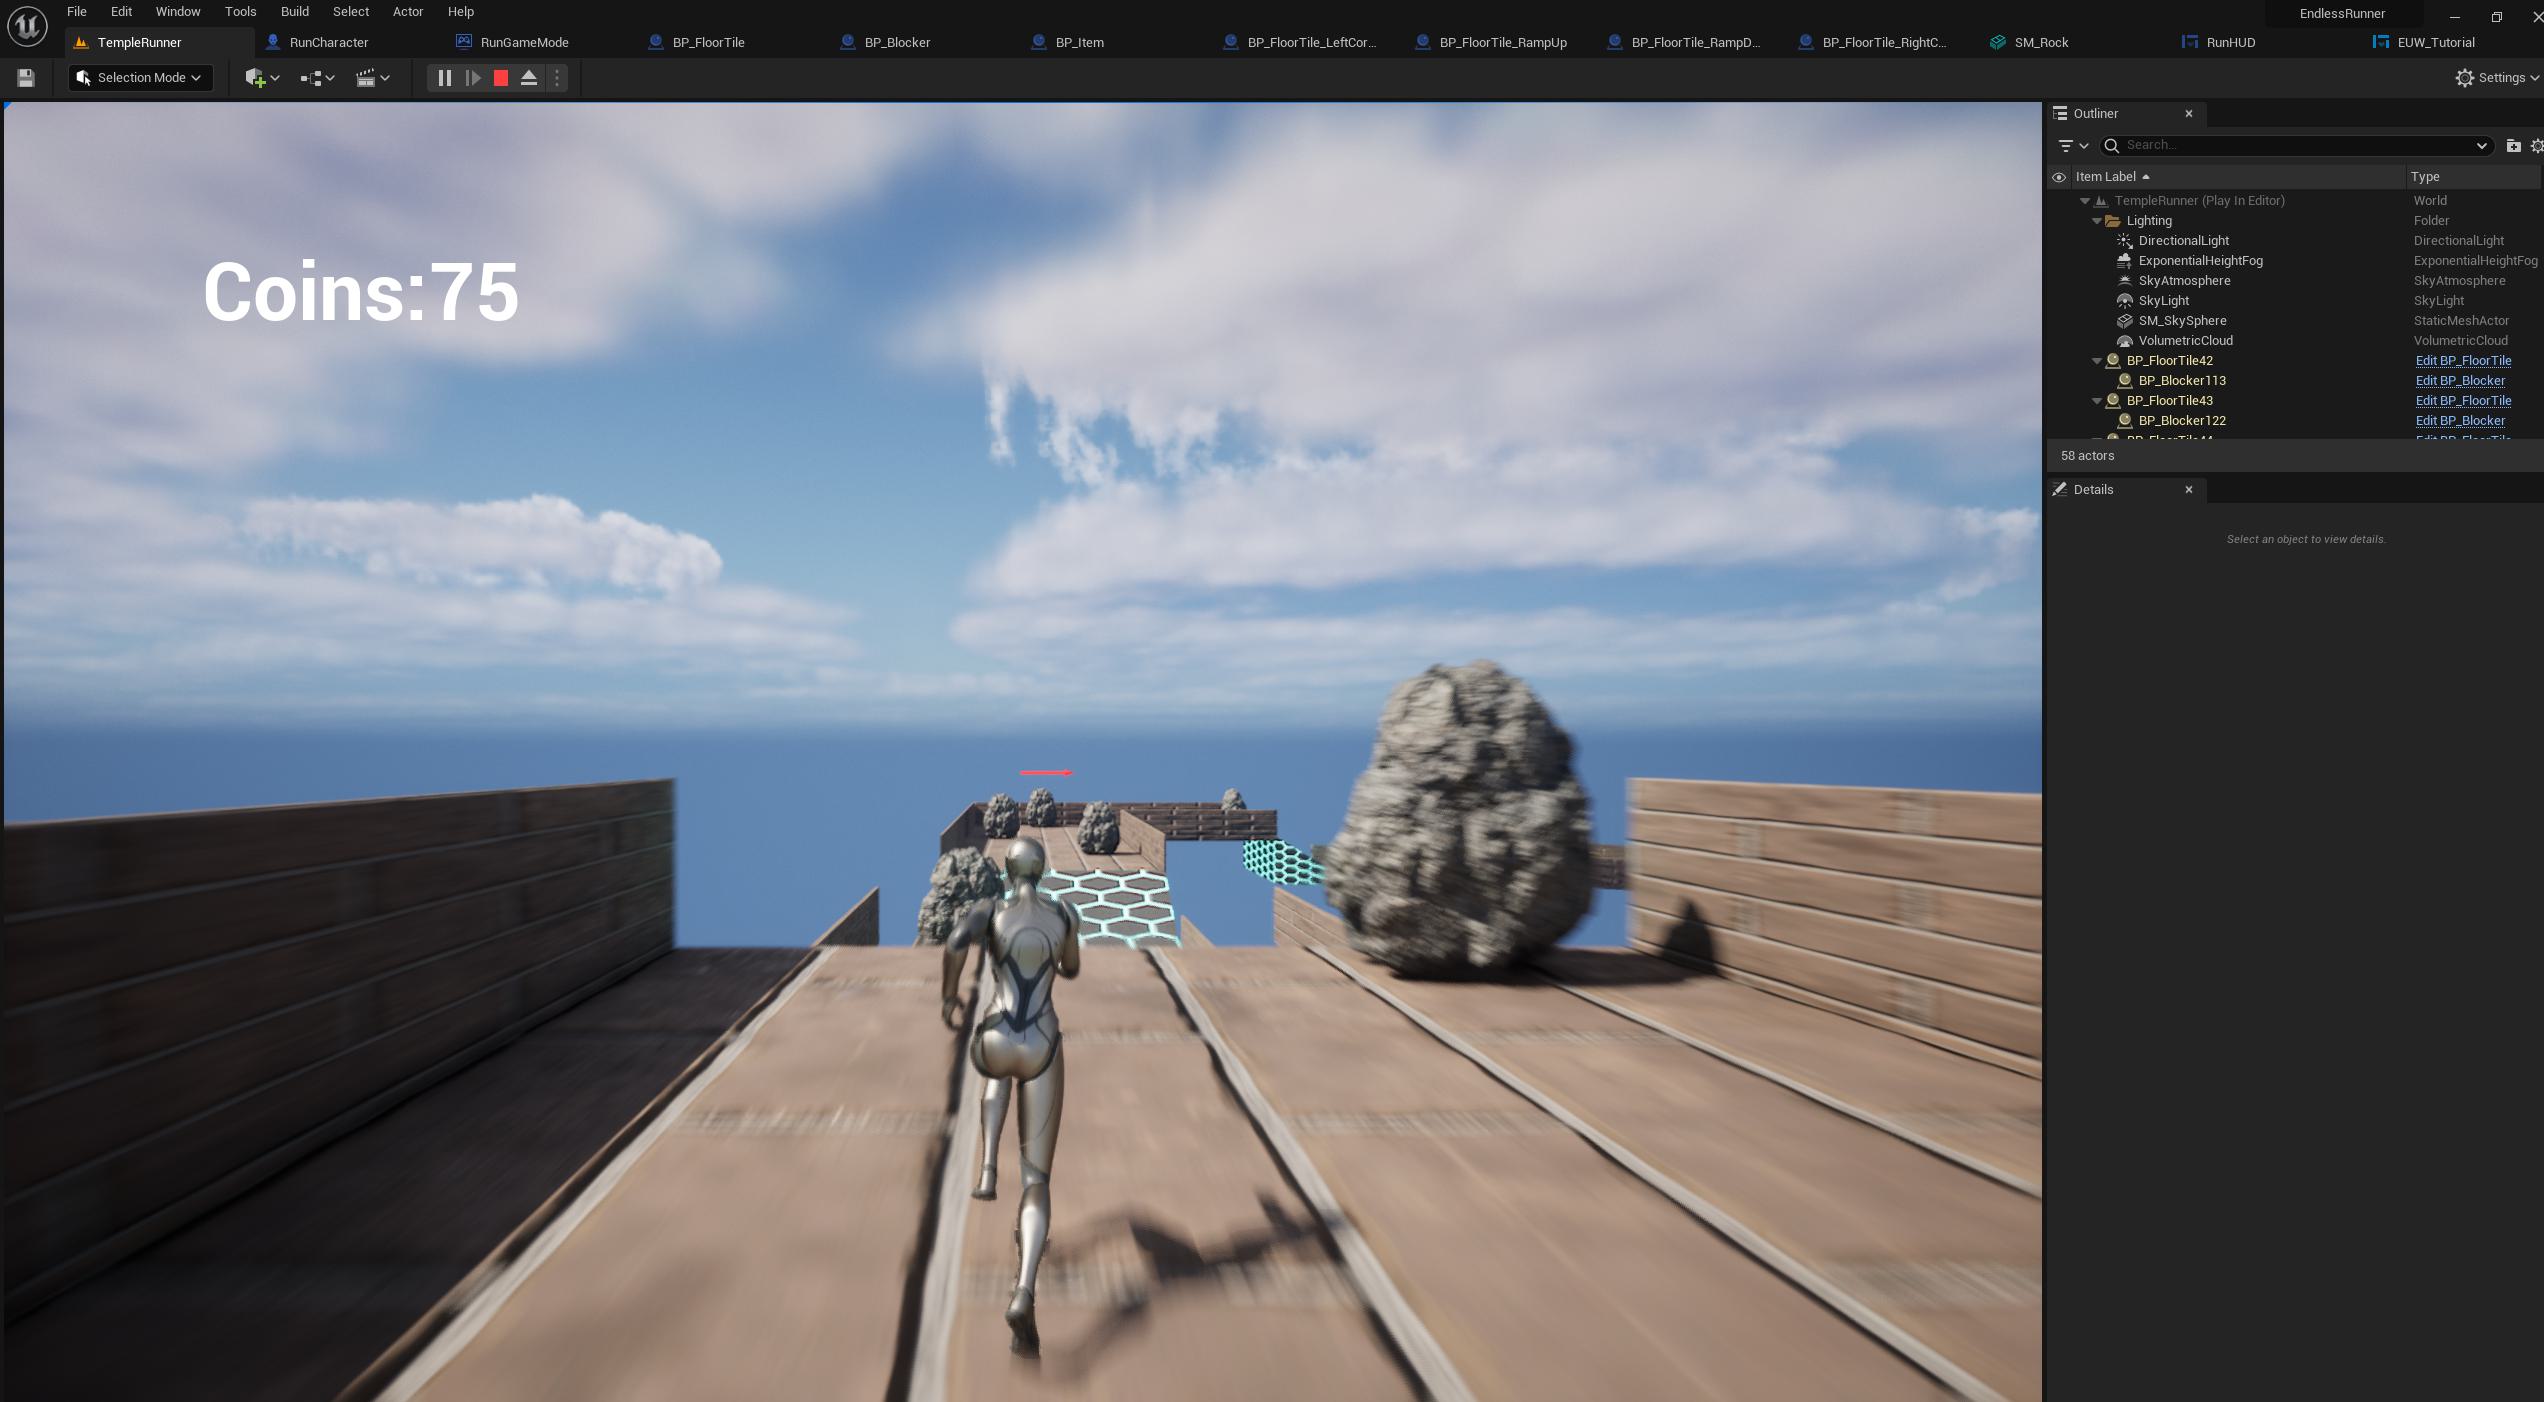 File Edit Window Tools Build Select Actor Help
EndlessRunner
TempleRunner RunCharacter RunGameMode BP_FloorTile BP_Blocker BP_Item BP_FloorTile_LeftCor... BP_FloorTile_RampUp BP_FloorTile_RampD... BP_FloorTile_RightC... SM_Rock RunHUD EUW_Tutorial
Selection Mode
Settings
Coins:75
Outliner
Search...
Item Label Type
TempleRunner (Play In Editor) World
Lighting Folder
DirectionalLight DirectionalLight
ExponentialHeightFog ExponentialHeightFog
SkyAtmosphere SkyAtmosphere
SkyLight SkyLight
SM_SkySphere StaticMeshActor
VolumetricCloud VolumetricCloud
BP_FloorTile42 Edit BP_FloorTile
BP_Blocker113 Edit BP_Blocker
BP_FloorTile43 Edit BP_FloorTile
BP_Blocker122 Edit BP_Blocker
58 actors
Details
Select an object to view details.